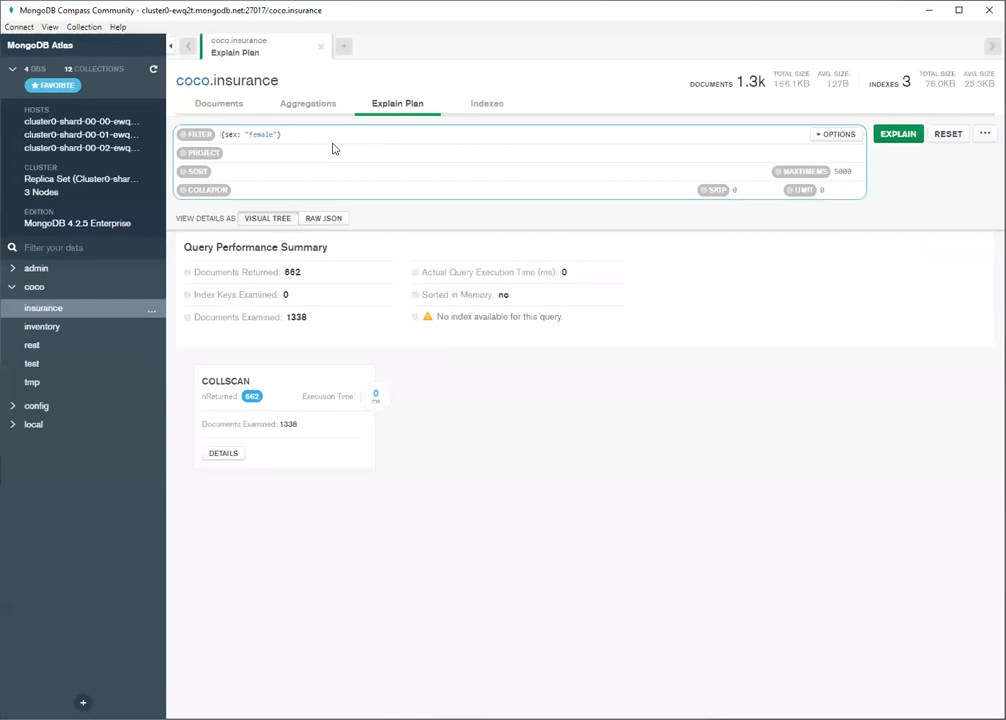 MongoDB Compass Community - cluster0-ewq2t.mongodb.net:27017/coco.insurance
Connect View Collection Help
MongoDB Atlas
4 DBS 12 COLLECTIONS
FAVORITE
HOSTS
cluster0-shard-00-00-ewq...
cluster0-shard-00-01-ewq...
cluster0-shard-00-02-ewq...
CLUSTER
Replica Set (Cluster0-shar...
3 Nodes
EDITION
MongoDB 4.2.5 Enterprise
Filter your data
admin
coco
insurance ...
inventory
rest
test
tmp
config
local
coco.insurance
Explain Plan
coco.insurance
DOCUMENTS 1.3k TOTAL SIZE 166.1KB AVG. SIZE 127B INDEXES 3 TOTAL SIZE 76.0KB AVG. SIZE 25.3KB
Documents Aggregations Explain Plan Indexes
FILTER {sex: "female"} OPTIONS EXPLAIN RESET ...
PROJECT
SORT MAXTIMEMS 5000
COLLATION SKIP 0 LIMIT 0
VIEW DETAILS AS VISUAL TREE RAW JSON
Query Performance Summary
Documents Returned: 662 Actual Query Execution Time (ms): 0
Index Keys Examined: 0 Sorted in Memory: no
Documents Examined: 1338 No index available for this query.
COLLSCAN
nReturned 662 Execution Time: 0 ms
Documents Examined: 1338
DETAILS